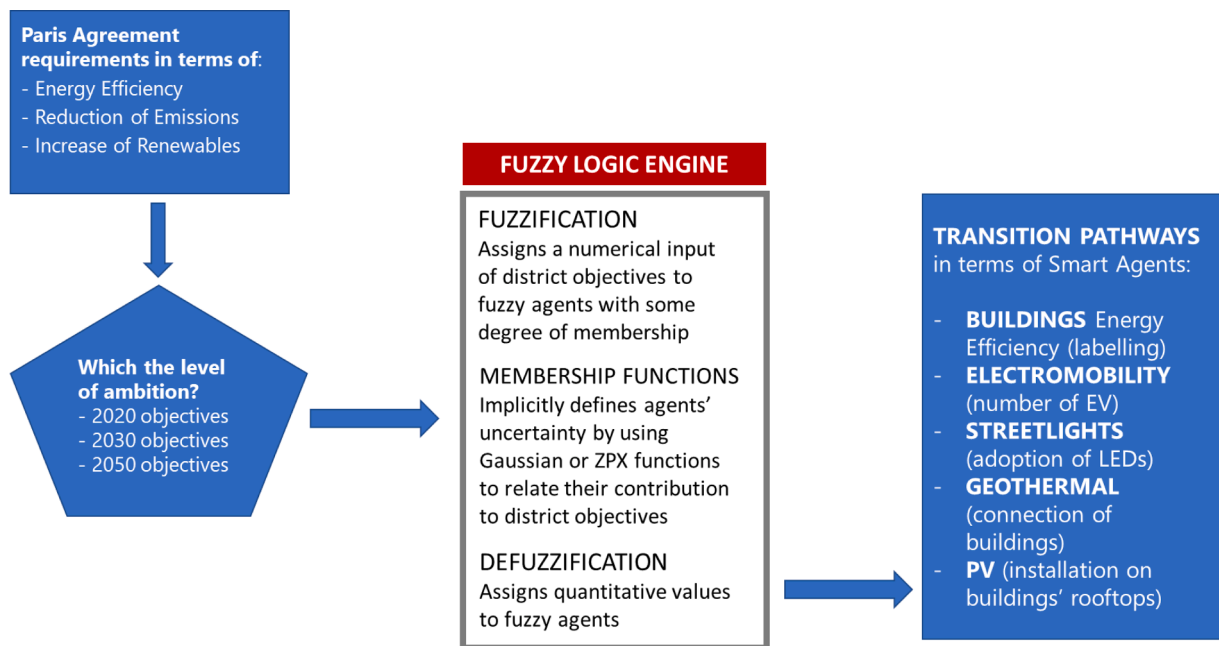 Paris Agreement
requirements in terms of:
- Energy Efficiency
- Reduction of Emissions
- Increase of Renewables
Which the level
of ambition?
- 2020 objectives
- 2030 objectives
- 2050 objectives
FUZZY LOGIC ENGINE
FUZZIFICATION
Assigns a numerical input
of district objectives to
fuzzy agents with some
degree of membership
MEMBERSHIP FUNCTIONS
Implicitly defines agents’
uncertainty by using
Gaussian or ZPX functions
to relate their contribution
to district objectives
DEFUZZIFICATION
Assigns quantitative values
to fuzzy agents
TRANSITION PATHWAYS
in terms of Smart Agents:
- BUILDINGS Energy
Efficiency (labelling)
- ELECTROMOBILITY
(number of EV)
- STREETLIGHTS
(adoption of LEDs)
- GEOTHERMAL
(connection of
buildings)
- PV (installation on
buildings’ rooftops)